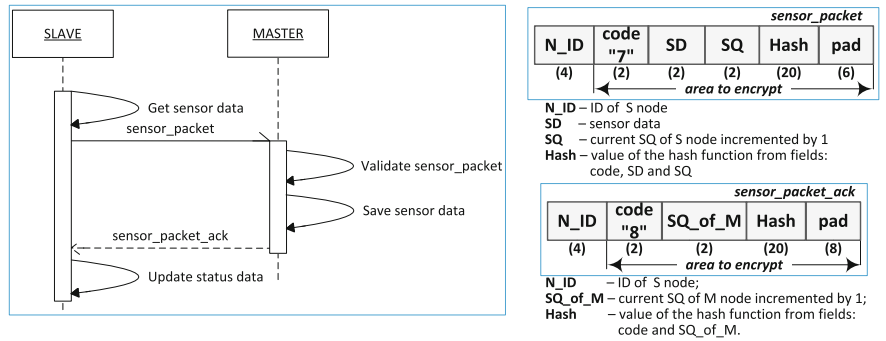 SLAVE
MASTER
Get sensor data
sensor_packet
Validate sensor_packet
Save sensor data
sensor_packet_ack
Update status data
sensor_packet
N_ID code "7" SD SQ Hash pad
(4) (2) (2) (2) (20) (6)
area to encrypt
N_ID – ID of S node
SD – sensor data
SQ – current SQ of S node incremented by 1
Hash – value of the hash function from fields:
code, SD and SQ
sensor_packet_ack
N_ID code "8" SQ_of_M Hash pad
(4) (2) (2) (20) (8)
area to encrypt
N_ID – ID of S node;
SQ_of_M – current SQ of M node incremented by 1;
Hash – value of the hash function from fields:
code and SQ_of_M.